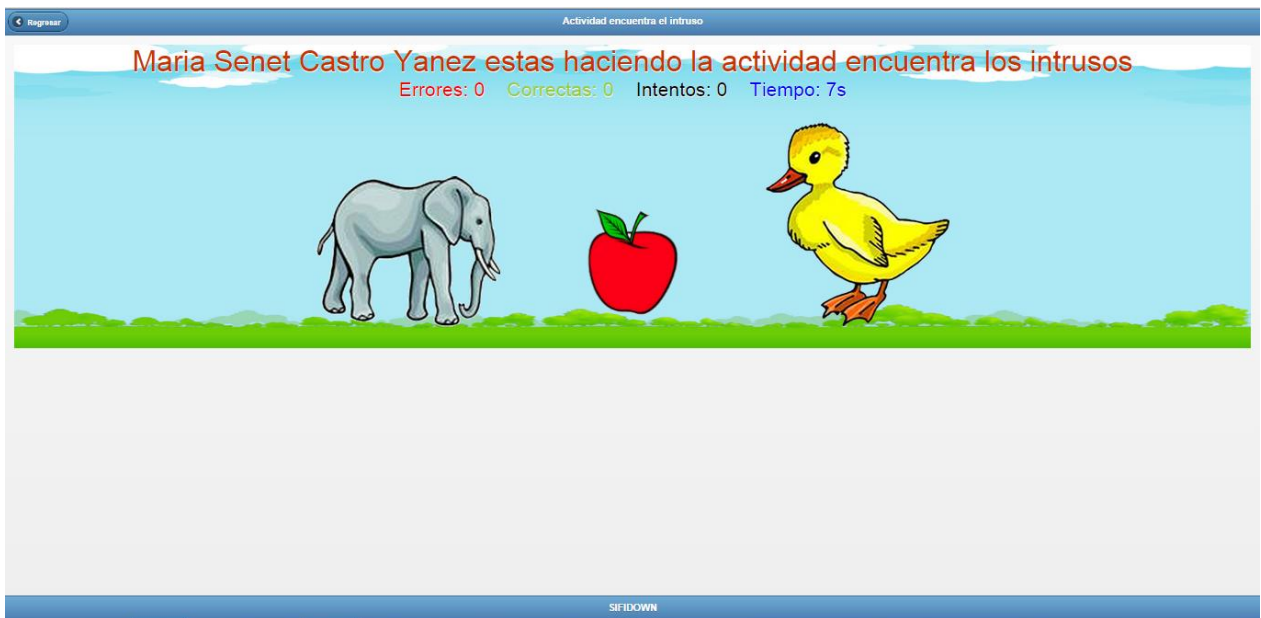 Regresar
Actividad encuentra el intruso
Maria Senet Castro Yanez estas haciendo la actividad encuentra los intrusos
Errores: 0 Correctas: 0 Intentos: 0 Tiempo: 7s
SIFIDOWN